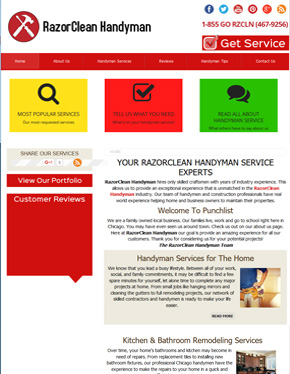 RazorClean Handyman
1-855 GO RZCLN (467-9256)
Get Service
Home About Us Handyman Services Reviews Handyman Tips Contact Us
MOST POPULAR SERVICES
Our most requested services
TELL US WHAT YOU NEED
What's on your handyman list?
READ ALL ABOUT
HANDYMAN SERVICE
What others have to say about us
SHARE OUR SERVICES
View Our Portfolio
Customer Reviews
YOUR RAZORCLEAN HANDYMAN SERVICE
EXPERTS
RazorClean Handyman hires only skilled craftsmen with years of industry experience. This
allows us to provide an exceptional experience that is unmatched in the RazorClean
Handyman industry. Our team of handymen and construction professionals have real
world experience helping home and business owners to maintain their properties.
Welcome To Punchlist
We are a family owned local business. Our families live, work and go to school right here in
Chicago. You may have even seen us around town. Check us out on our about us page.
Here at RazorClean Handyman our goal is provide an amazing experience for all our
customers. Thank you for considering us for your potential projects!
The RazorClean Handyman Team
Handyman Services for The Home
We know that you lead a busy lifestyle. Between all of your work,
social, and family commitments, it may be difficult to find a few
spare minutes for yourself, let alone time to complete any major
projects at home. From small jobs like hanging mirrors and
cleaning the gutters to full remodeling projects, our network of
skilled contractors and handymen is ready to make your life
easier.
READ MORE
Kitchen & Bathroom Remodeling Services
Over time, your home's bathrooms and kitchen may become in
need of repairs. From replacement tiles to installing new
bathroom fixtures, our professional Chicago handymen have the
experience to make the repairs to your home in a quick and